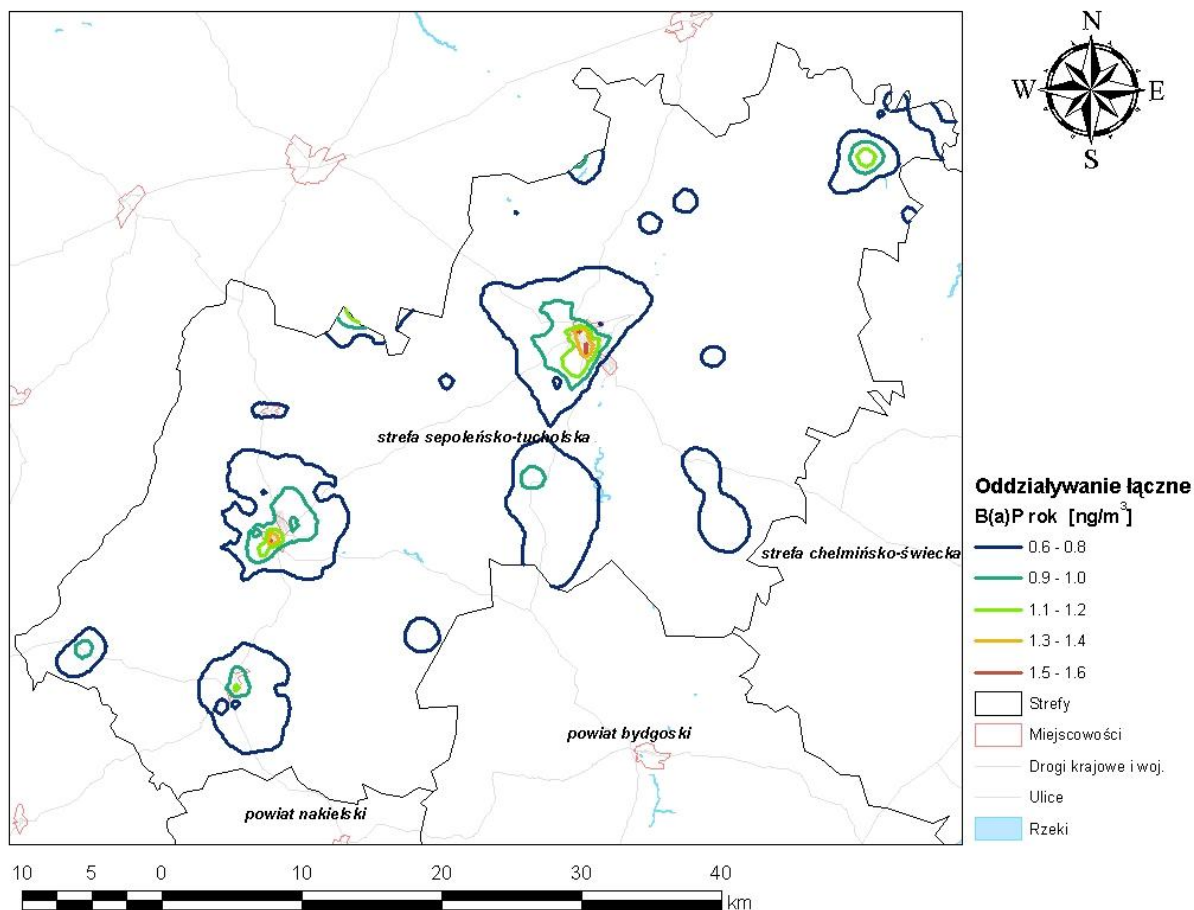 N
W E
S
strefa sepoleńsko-tucholska
strefa chelmińsko-świecka
powiat bydgoski
powiat nakielski
Oddziaływanie łączne
B(a)P rok [ng/m³]
0.6 - 0.8
0.9 - 1.0
1.1 - 1.2
1.3 - 1.4
1.5 - 1.6
Strefy
Miejscowości
Drogi krajowe i woj.
Ulice
Rzeki
10 5 0 10 20 30 40
km